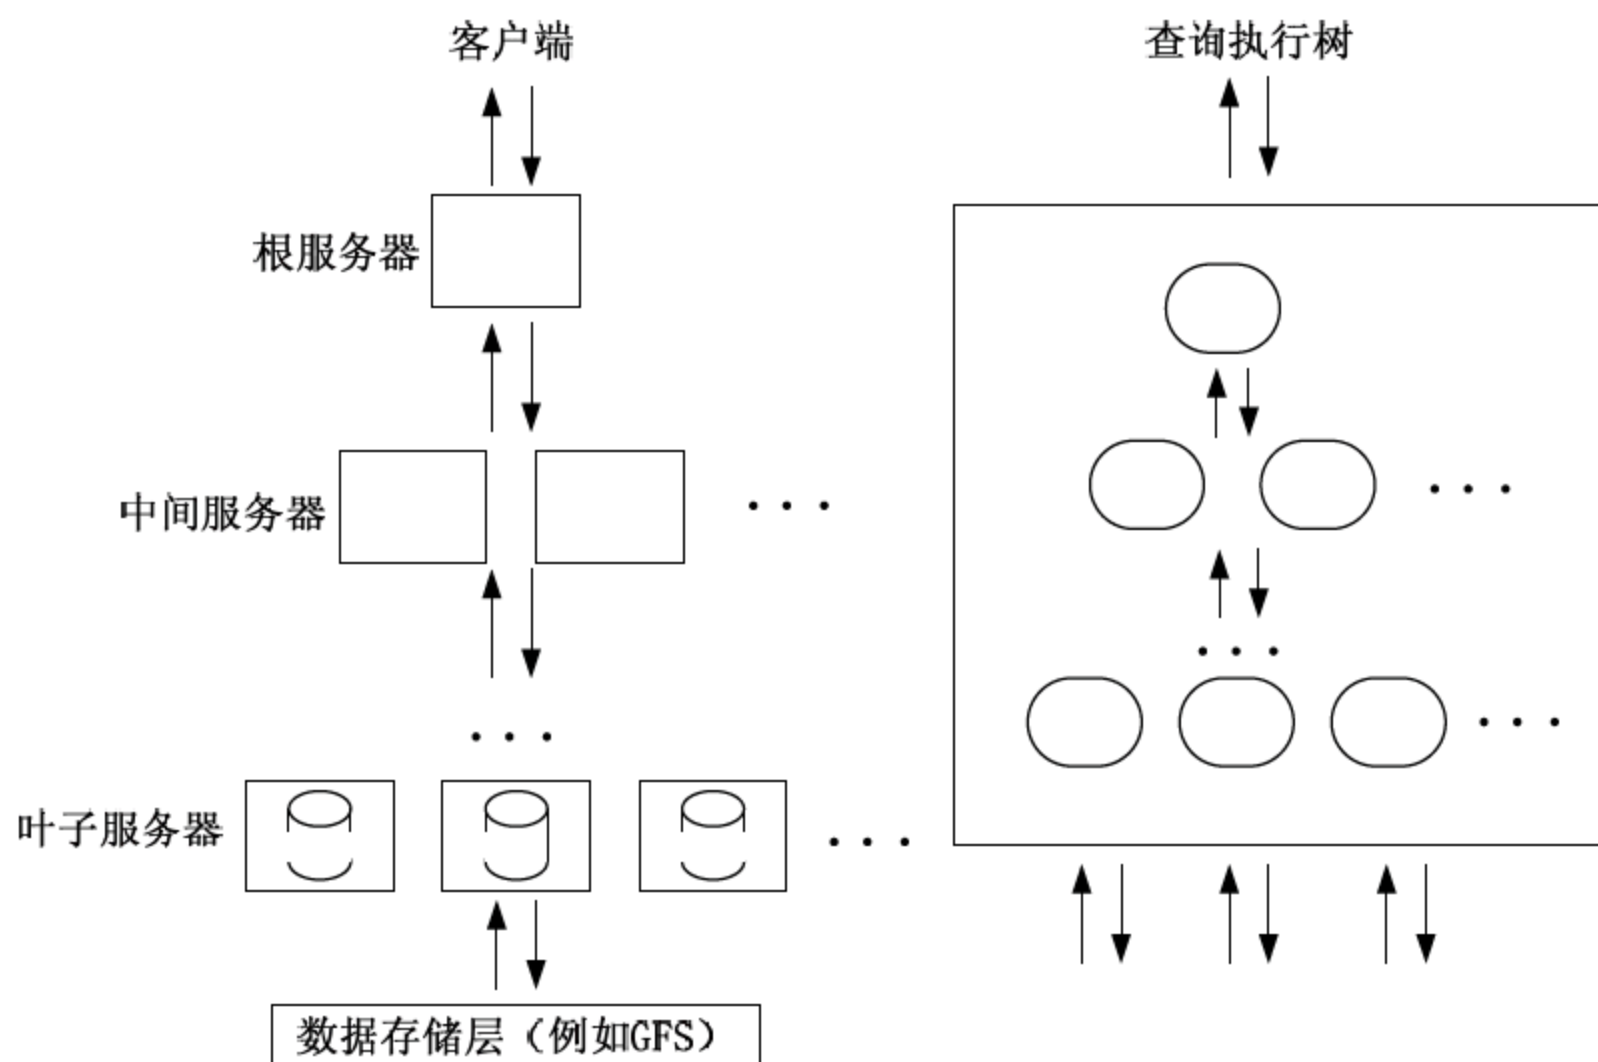 客户端
查询执行树
根服务器
中间服务器
叶子服务器
数据存储层（例如GFS）